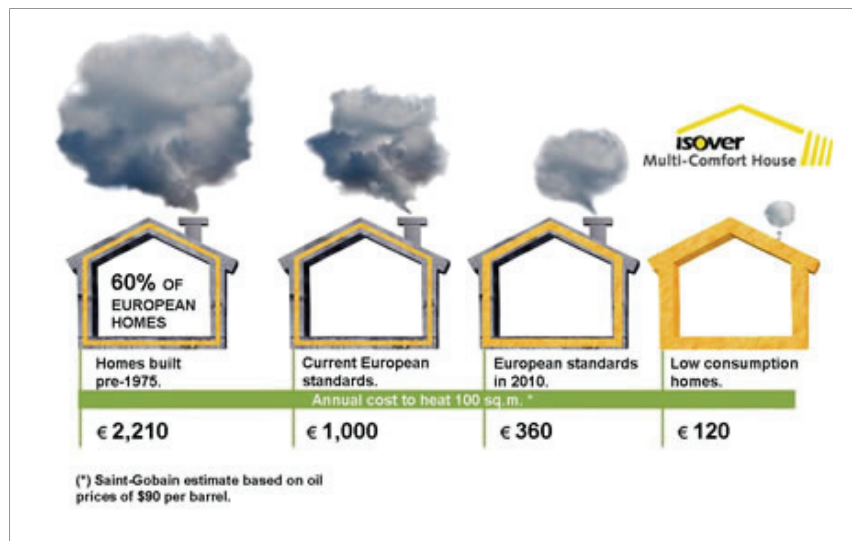 isover
Multi-Comfort House
60% OF
EUROPEAN
HOMES
Homes built
pre-1975.
Current European
standards.
European standards
in 2010.
Low consumption
homes.
Annual cost to heat 100 sq.m. *
€ 2,210
€ 1,000
€ 360
€ 120
(*) Saint-Gobain estimate based on oil
prices of $90 per barrel.